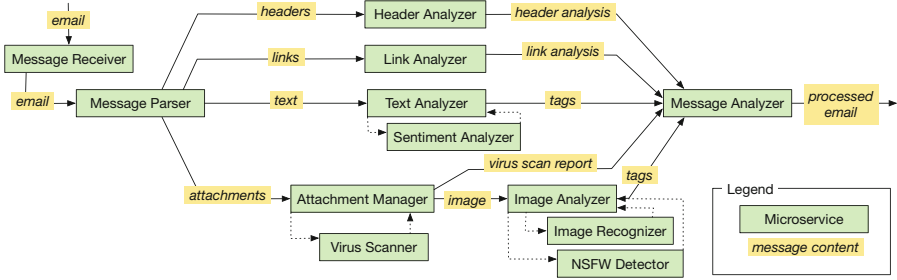 email
headers
Header Analyzer
header analysis
Message Receiver
links
Link Analyzer
link analysis
email
Message Parser
text
Text Analyzer
tags
Message Analyzer
processed
email
Sentiment Analyzer
virus scan report
attachments
Attachment Manager
image
Image Analyzer
tags
Virus Scanner
Image Recognizer
NSFW Detector
Legend
Microservice
message content